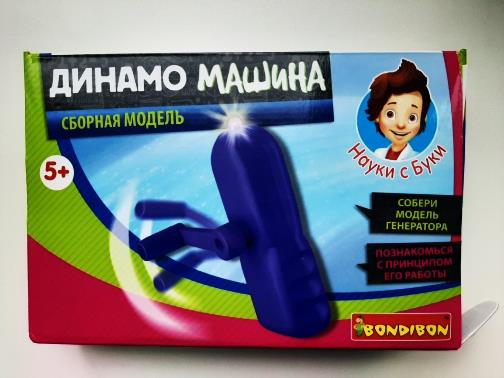 ДИНАМО МАШИНА
СБОРНАЯ МОДЕЛЬ
5+
Науки с Буки
СОБЕРИ
МОДЕЛЬ
ГЕНЕРАТОРА
ПОЗНАКОМЬСЯ
С ПРИНЦИПОМ
ЕГО РАБОТЫ
BONDIBON